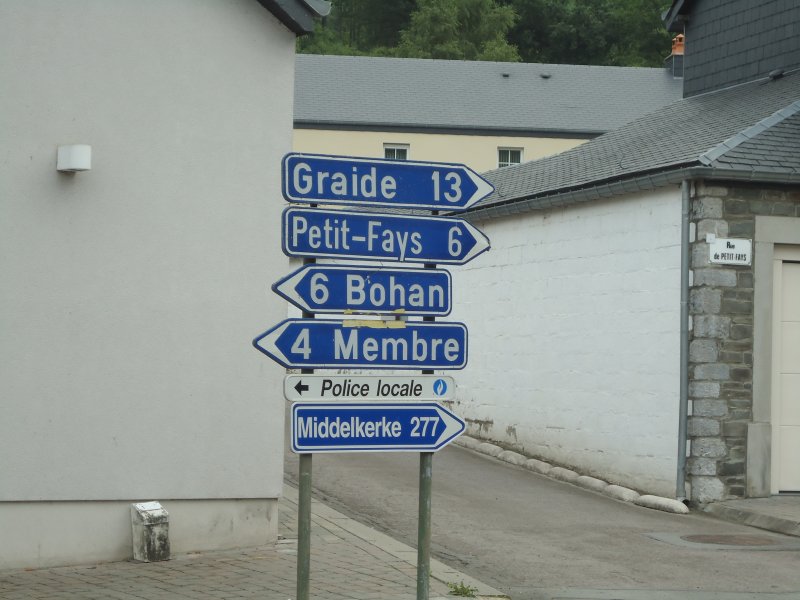 Graide 13
Petit-Fays 6
6 Bohan
4 Membre
Police locale
Middelkerke 277
Rue
de PETIT FAYS